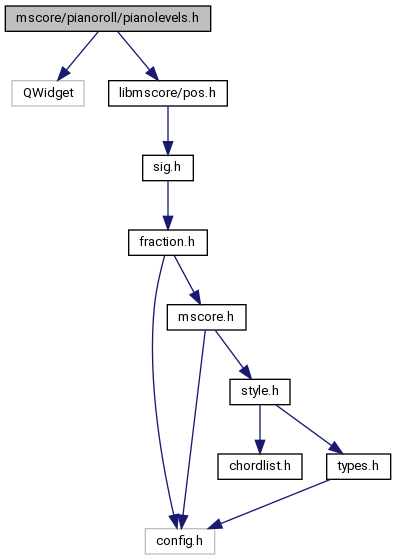 mscore/pianoroll/pianolevels.h
QWidget
libmscore/pos.h
sig.h
fraction.h
mscore.h
style.h
chordlist.h
types.h
config.h